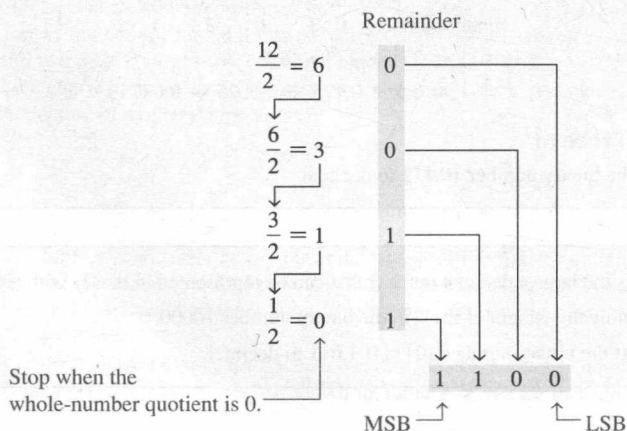 Remainder
12/2 = 6 0
6/2 = 3 0
3/2 = 1 1
1/2 = 0 1
Stop when the
whole-number quotient is 0.
1 1 0 0
MSB LSB